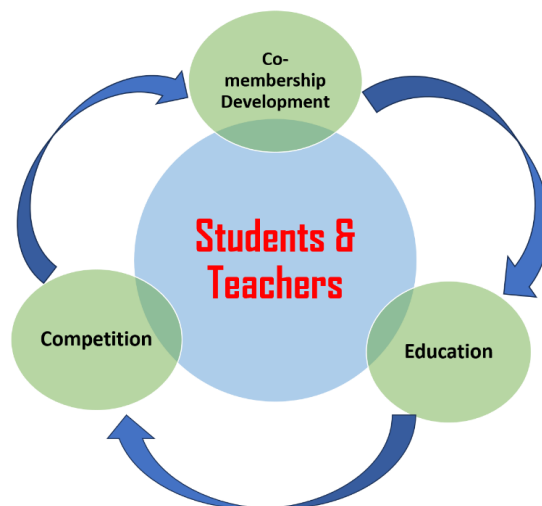 Co-
membership
Development
Students &
Teachers
Competition
Education